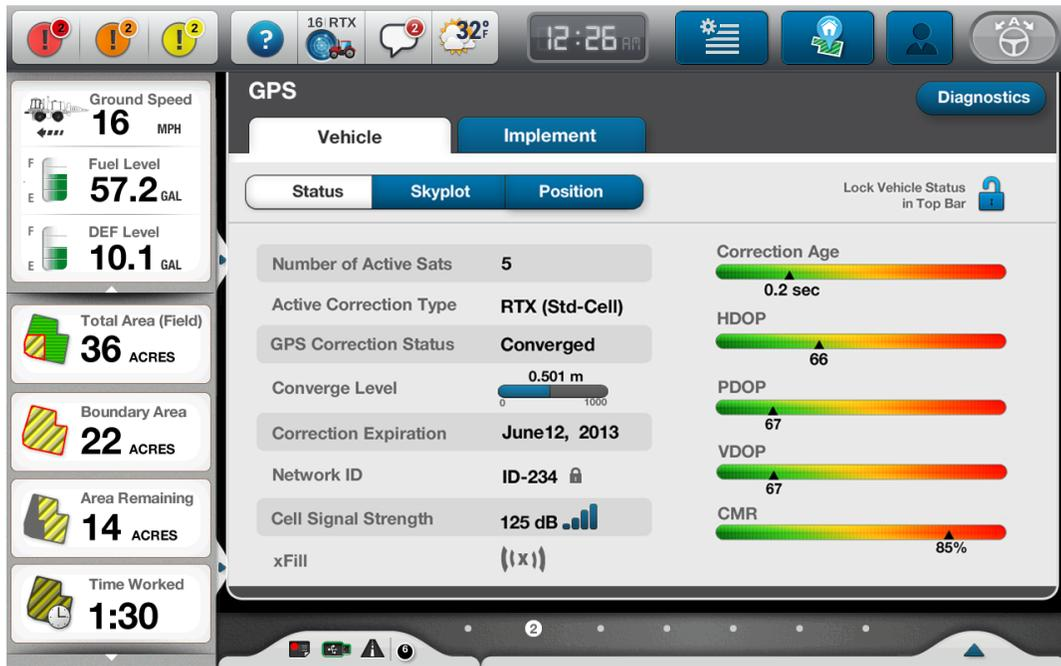 ! 2
! 2
! 2
?
16 RTX
2
32°F
12:26 AM
A
Ground Speed
16 MPH
F
Fuel Level
57.2 GAL
E
F
DEF Level
10.1 GAL
E
Total Area (Field)
36 ACRES
Boundary Area
22 ACRES
Area Remaining
14 ACRES
Time Worked
1:30
GPS
Diagnostics
Vehicle
Implement
Status
Skyplot
Position
Lock Vehicle Status
in Top Bar
Number of Active Sats 5
Active Correction Type RTX (Std-Cell)
GPS Correction Status Converged
Converge Level 0.501 m
0 1000
Correction Expiration June12, 2013
Network ID ID-234
Cell Signal Strength 125 dB
xFill ((x))
Correction Age
0.2 sec
HDOP
66
PDOP
67
VDOP
67
CMR
85%
2
6